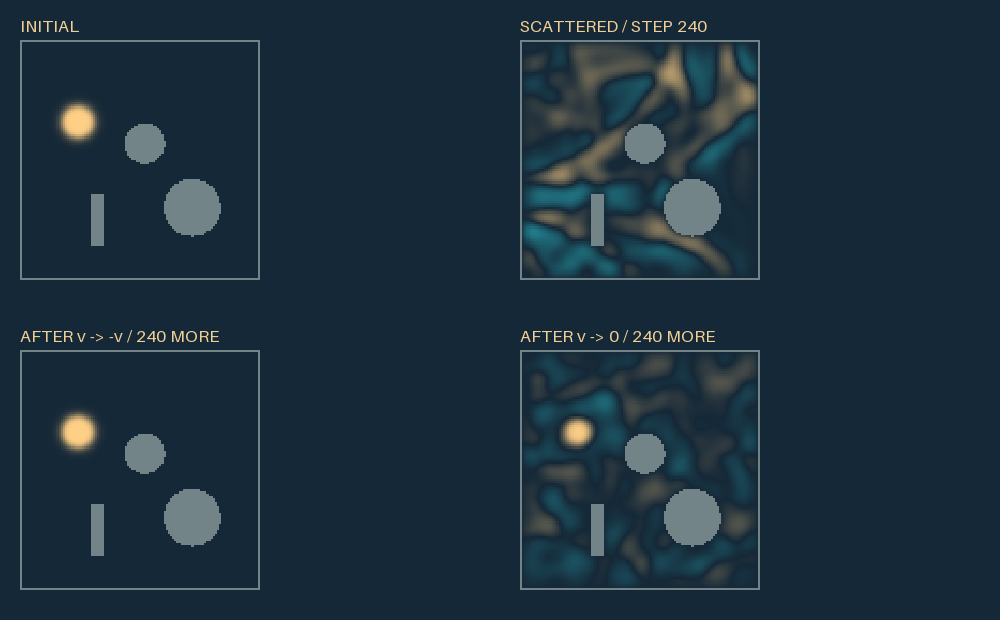 INITIAL
SCATTERED / STEP 240
AFTER v -> -v / 240 MORE
AFTER v -> 0 / 240 MORE